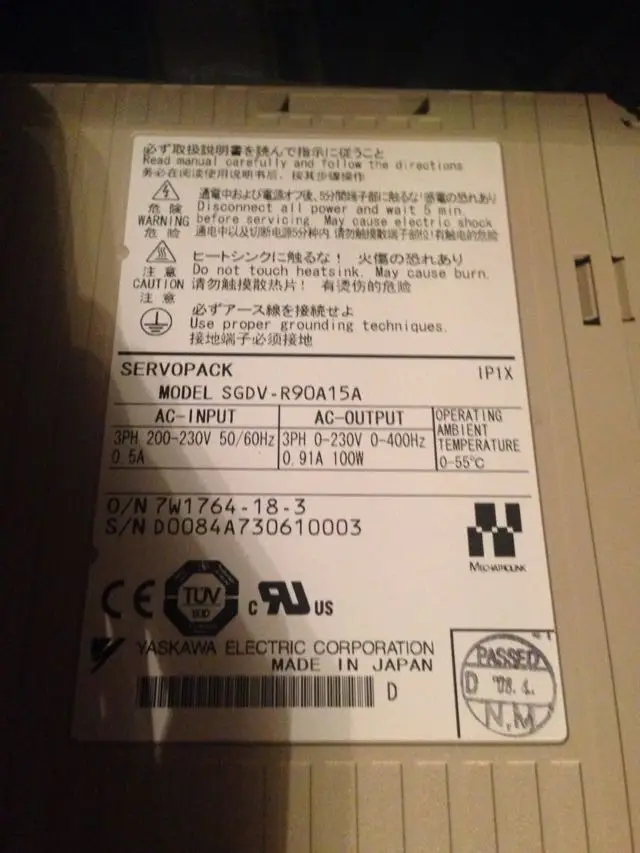 必ず取扱説明書を読んで指示に従うこと
Read manual carefully and follow the directions
务必在阅读使用说明书后，按其步骤操作
危険
WARNING
危险
通電中および電源オフ後、5分間端子部に触るな！感電の恐れあり
Disconnect all power and wait 5 min.
before servicing. May cause electric shock
通电中以及切断电源5分钟内，请勿触摸端子部位！有触电的危险
注意
CAUTION
注意
ヒートシンクに触るな！ 火傷の恐れあり
Do not touch heatsink. May cause burn.
请勿触摸散热片！ 有烫伤的危险
必ずアース線を接続せよ
Use proper grounding techniques.
接地端子必须接地
SERVOPACK IP1X
MODEL SGDV-R90A15A
AC-INPUT
3PH 200-230V 50/60Hz
0.5A
AC-OUTPUT
3PH 0-230V 0-400Hz
0.91A 100W
OPERATING
AMBIENT
TEMPERATURE
0-55℃
O/N 7W1764-18-3
S/N D0084A730610003
MECHATROLINK
CE TÜV c RU US
YASKAWA ELECTRIC CORPORATION
MADE IN JAPAN
D
PASSED
D '08.4.
N.M